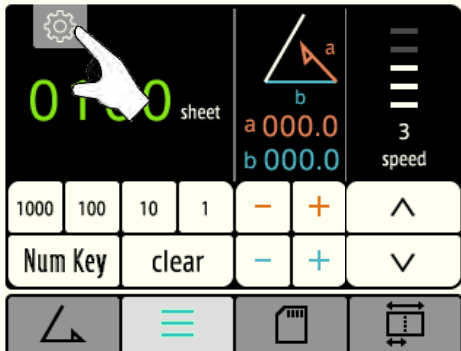 sheet
a
b
a 000.0
b 000.0
3
speed
1000 100 10 1 - +
Num Key clear - +